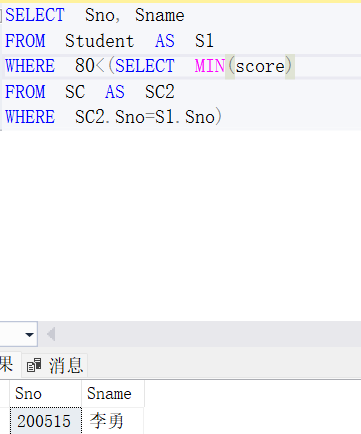 SELECT Sno, Sname
FROM Student AS S1
WHERE 80<(SELECT MIN(score)
FROM SC AS SC2
WHERE SC2.Sno=S1.Sno)
果 消息
Sno Sname
200515 李勇